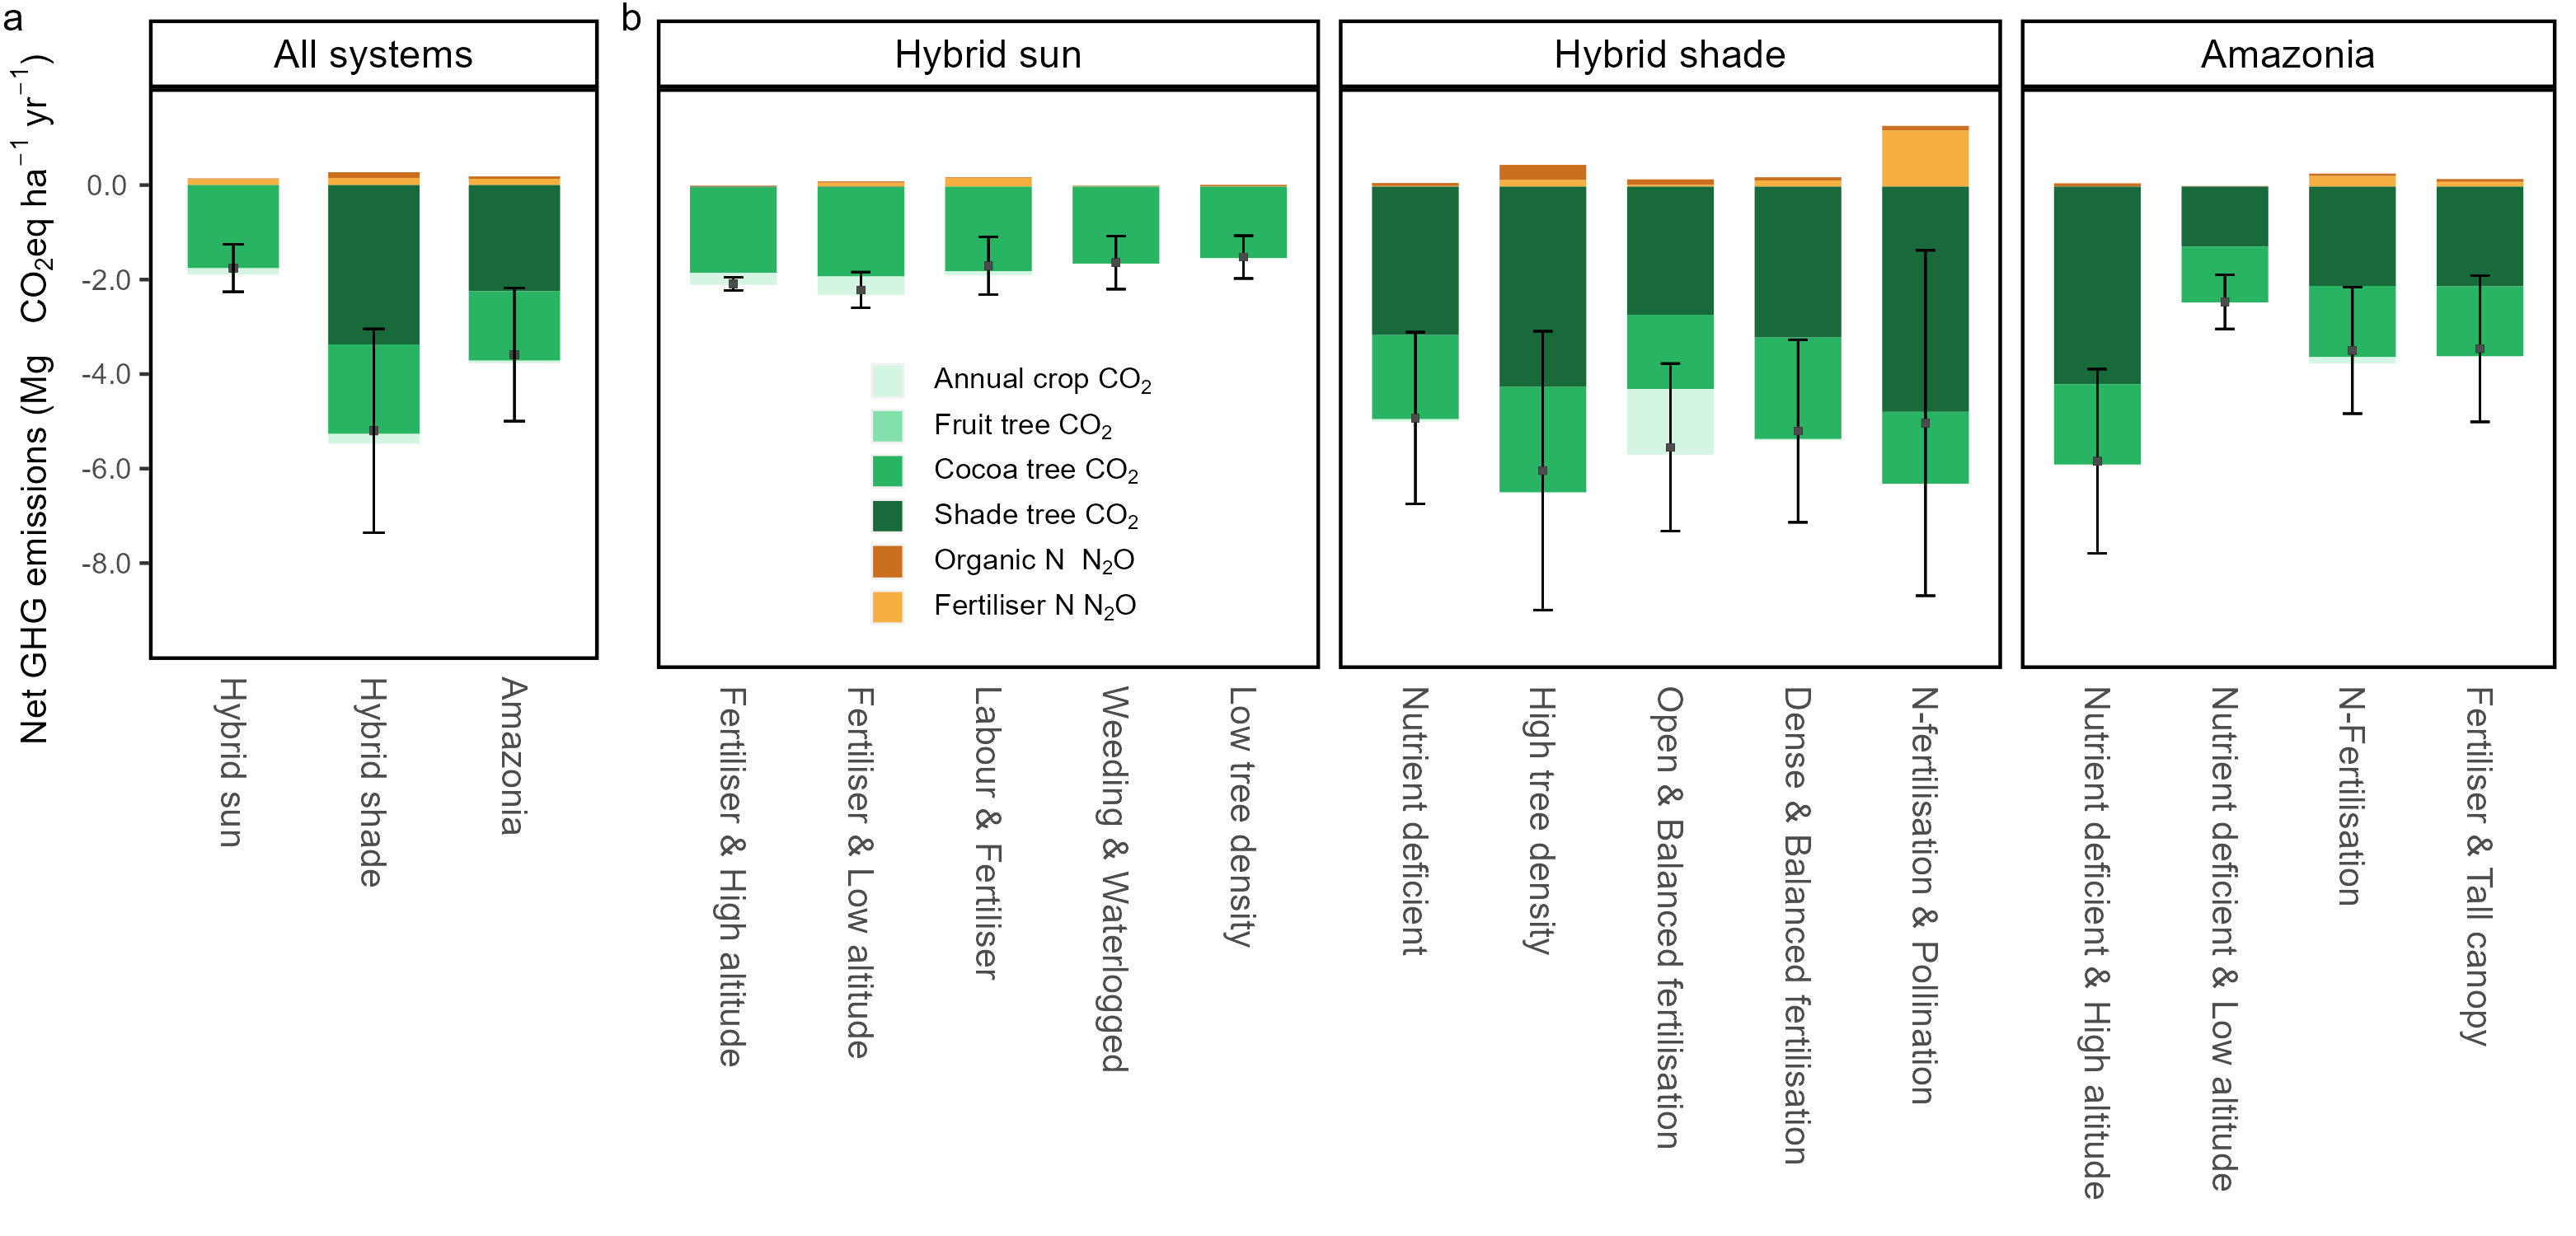 a
b
All systems
Hybrid sun
Hybrid shade
Amazonia
Net GHG emissions (Mg CO₂eq ha⁻¹ yr⁻¹)
0.0
-2.0
-4.0
-6.0
-8.0
Annual crop CO₂
Fruit tree CO₂
Cocoa tree CO₂
Shade tree CO₂
Organic N N₂O
Fertiliser N N₂O
Hybrid sun
Hybrid shade
Amazonia
Fertiliser & High altitude
Fertiliser & Low altitude
Labour & Fertiliser
Weeding & Waterlogged
Low tree density
Nutrient deficient
High tree density
Open & Balanced fertilisation
Dense & Balanced fertilisation
N-fertilisation & Pollination
Nutrient deficient & High altitude
Nutrient deficient & Low altitude
N-Fertilisation
Fertiliser & Tall canopy